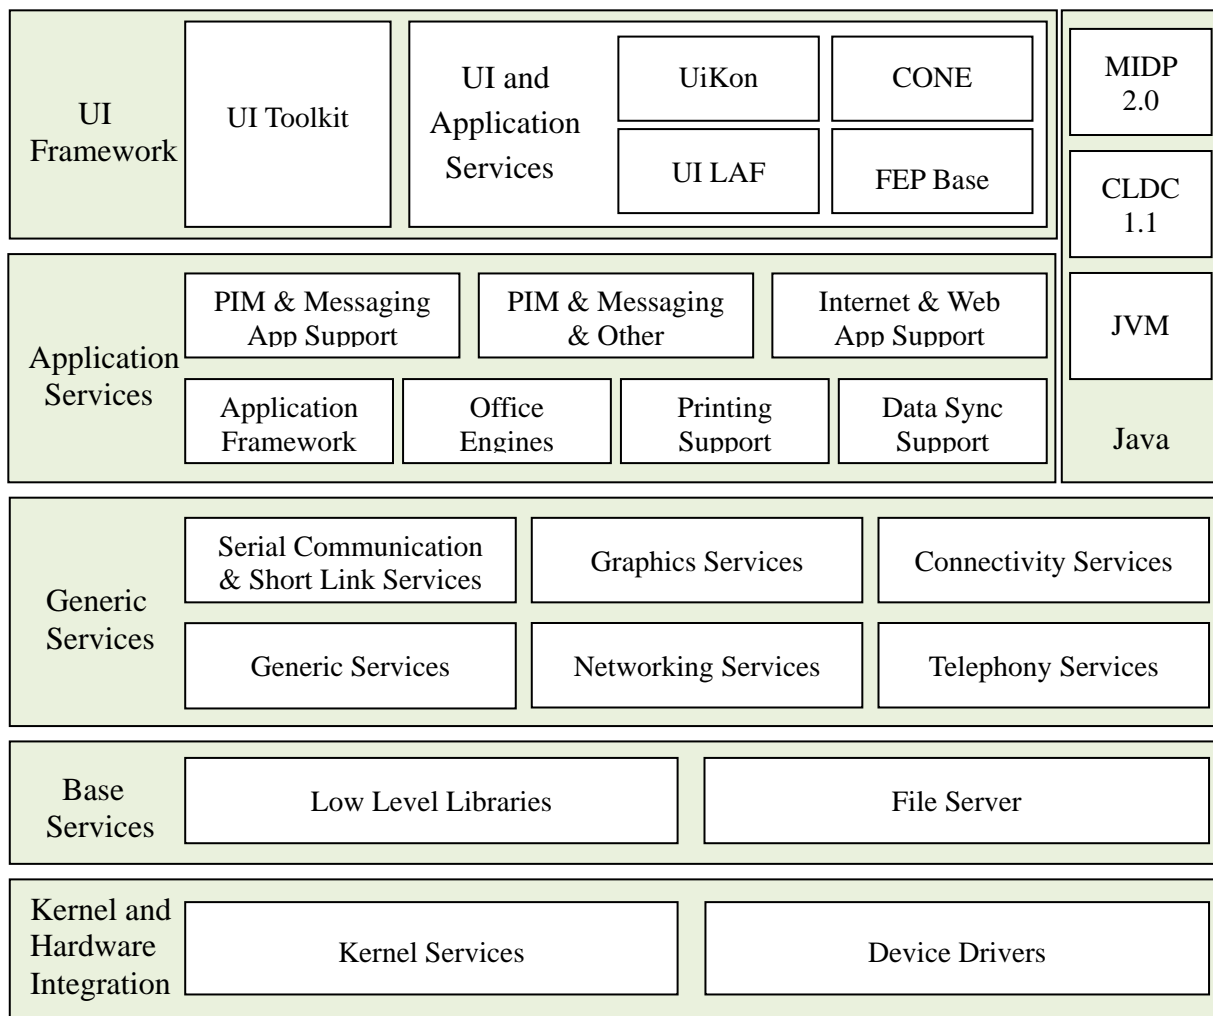 UI
Framework
UI Toolkit
UI and
Application
Services
UiKon
CONE
UI LAF
FEP Base
MIDP
2.0
CLDC
1.1
JVM
Java
Application
Services
PIM & Messaging
App Support
PIM & Messaging
& Other
Internet & Web
App Support
Application
Framework
Office
Engines
Printing
Support
Data Sync
Support
Generic
Services
Serial Communication
& Short Link Services
Graphics Services
Connectivity Services
Generic Services
Networking Services
Telephony Services
Base
Services
Low Level Libraries
File Server
Kernel and
Hardware
Integration
Kernel Services
Device Drivers